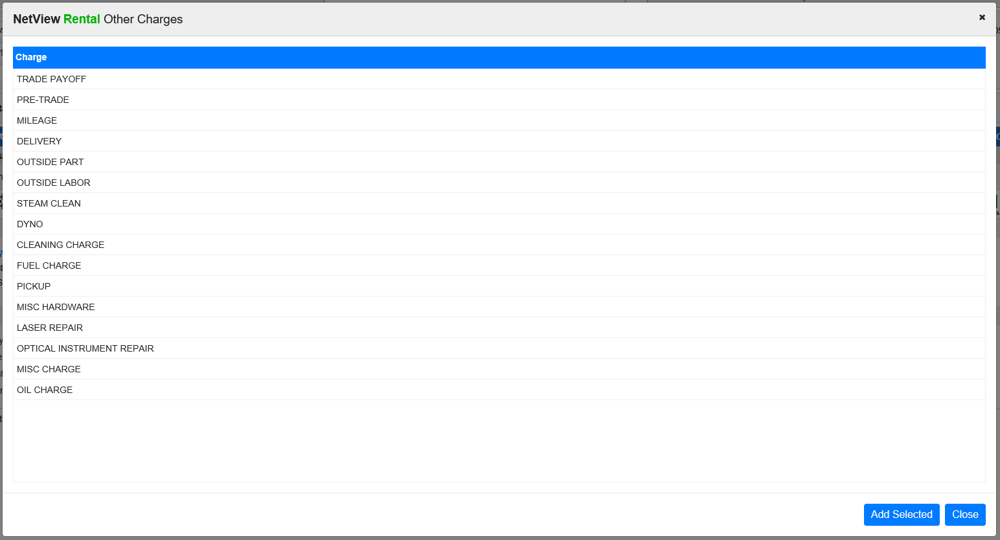 NetView Rental Other Charges
Charge
TRADE PAYOFF
PRE-TRADE
MILEAGE
DELIVERY
OUTSIDE PART
OUTSIDE LABOR
STEAM CLEAN
DYNO
CLEANING CHARGE
FUEL CHARGE
PICKUP
MISC HARDWARE
LASER REPAIR
OPTICAL INSTRUMENT REPAIR
MISC CHARGE
OIL CHARGE
Add Selected Close